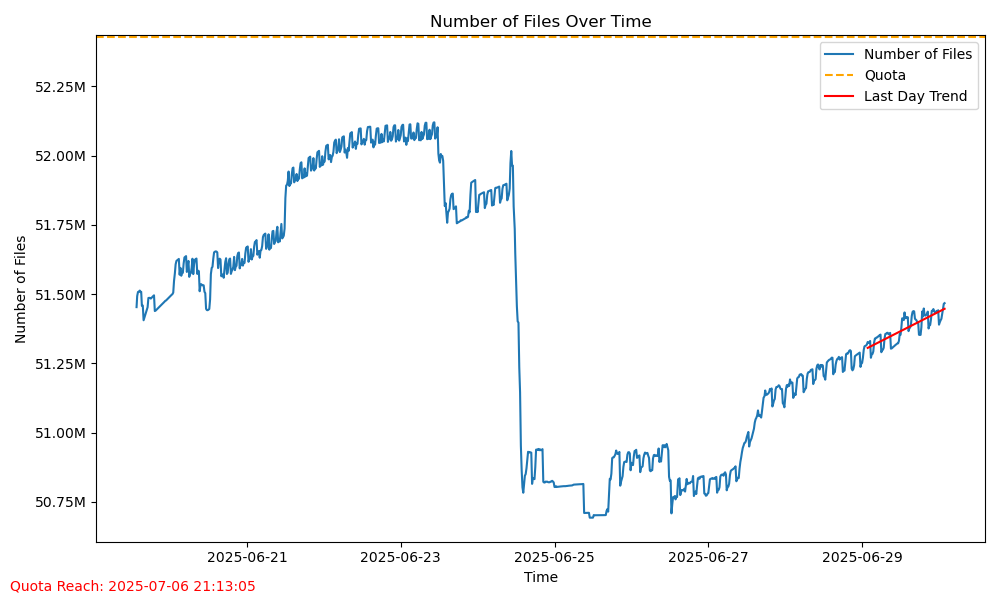 Number of Files Over Time
Number of Files
Quota
Last Day Trend
52.25M
52.00M
51.75M
51.50M
51.25M
51.00M
50.75M
Number of Files
2025-06-21
2025-06-23
2025-06-25
2025-06-27
2025-06-29
Time
Quota Reach: 2025-07-06 21:13:05